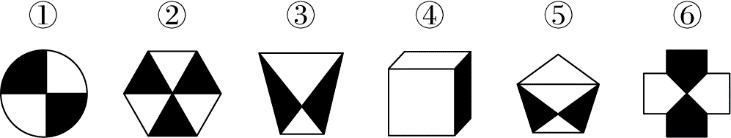 ① ② ③ ④ ⑤ ⑥